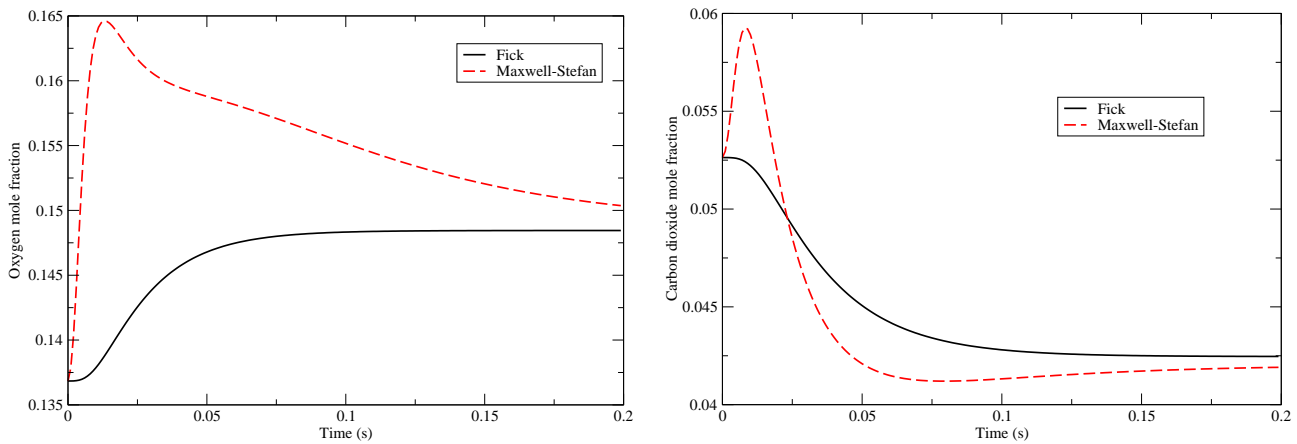 0.165
0.16
0.155
0.15
0.145
0.14
0.135
Oxygen mole fraction
0
0.05
0.1
0.15
0.2
Time (s)
Fick
Maxwell-Stefan
0.06
0.055
0.05
0.045
0.04
Carbon dioxide mole fraction
0
0.05
0.1
0.15
0.2
Time (s)
Fick
Maxwell-Stefan